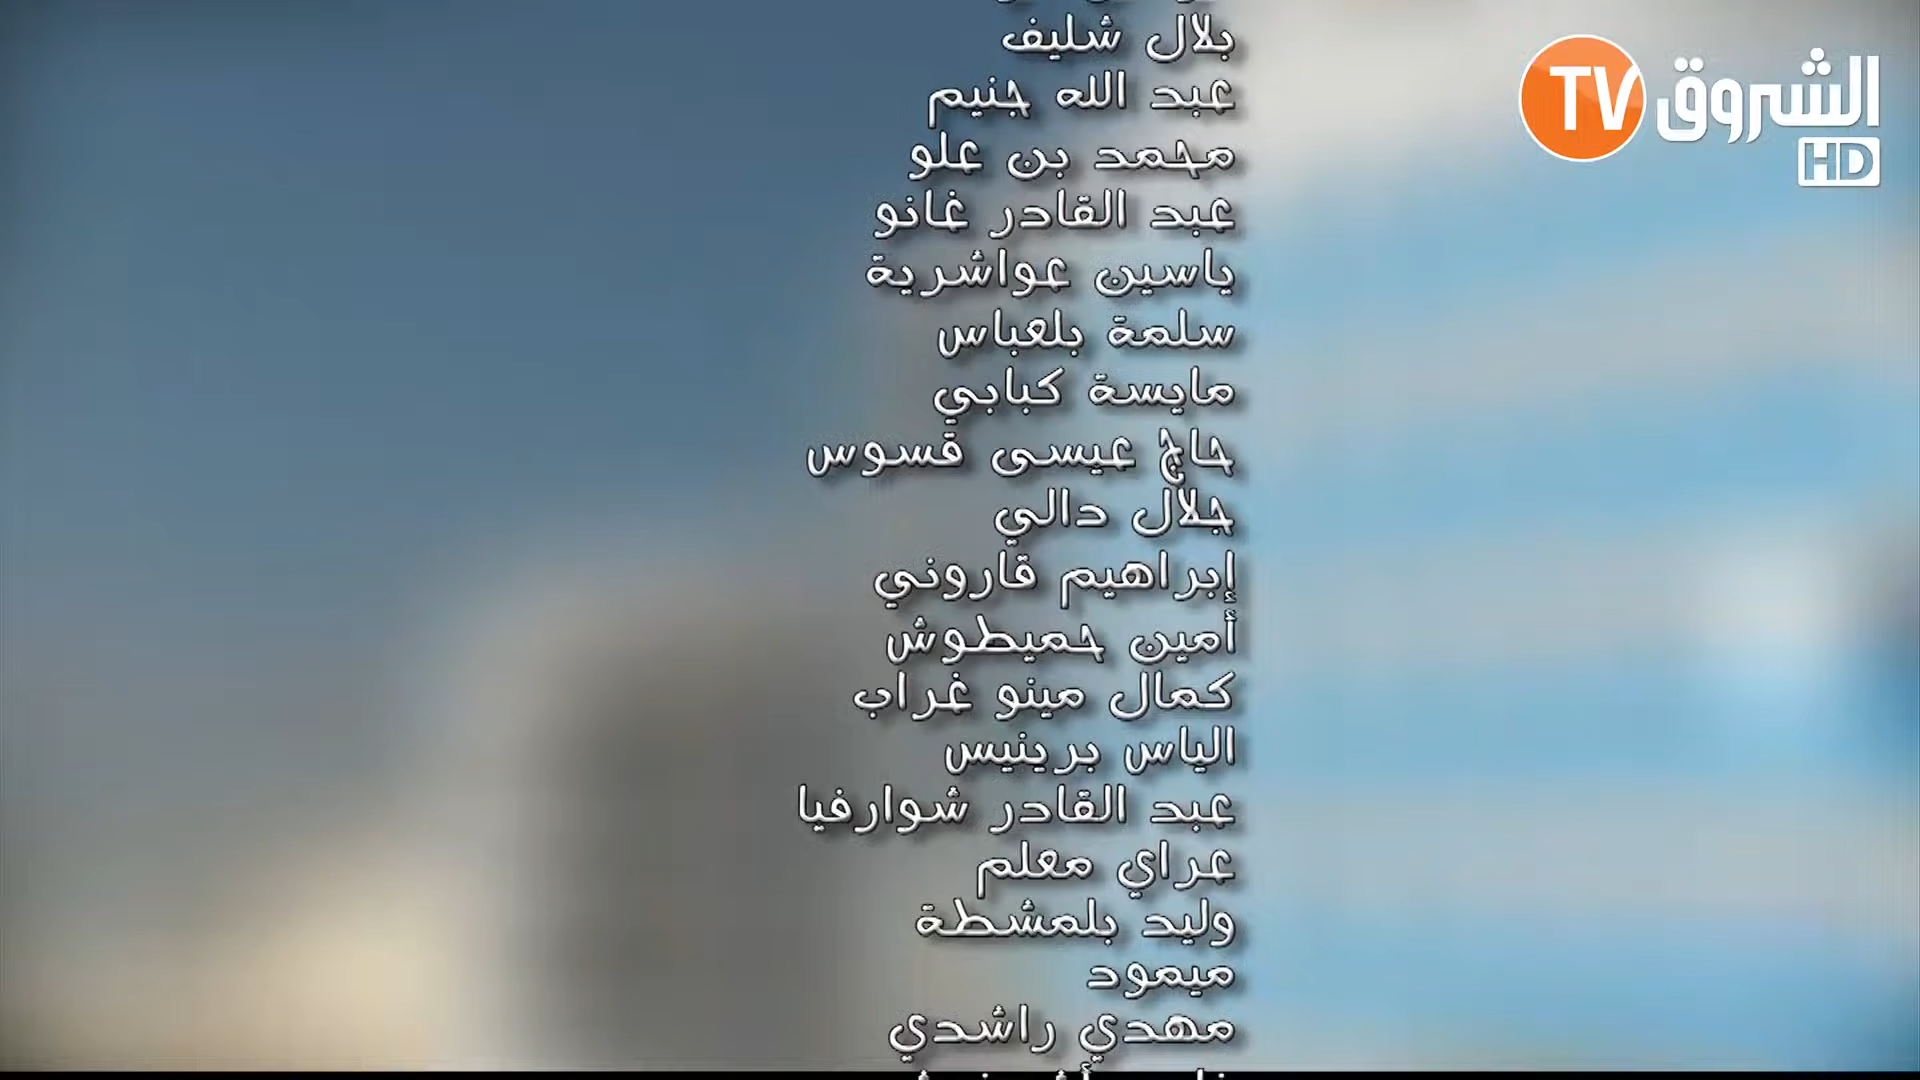 بلال شليف
عبد الله جنيم
محمد بن علو
عبد القادر غانو
ياسين عواشرية
سلمة بلعباس
مايسة كبابي
حاج عيسى قسوس
جلال دالي
إبراهيم قاروني
أمين حميطوش
كمال مينو غراب
الياس برينيس
عبد القادر شوارفيا
عراي معلم
وليد بلمشطة
ميمود
مهدي راشدي
الشروق TV
HD